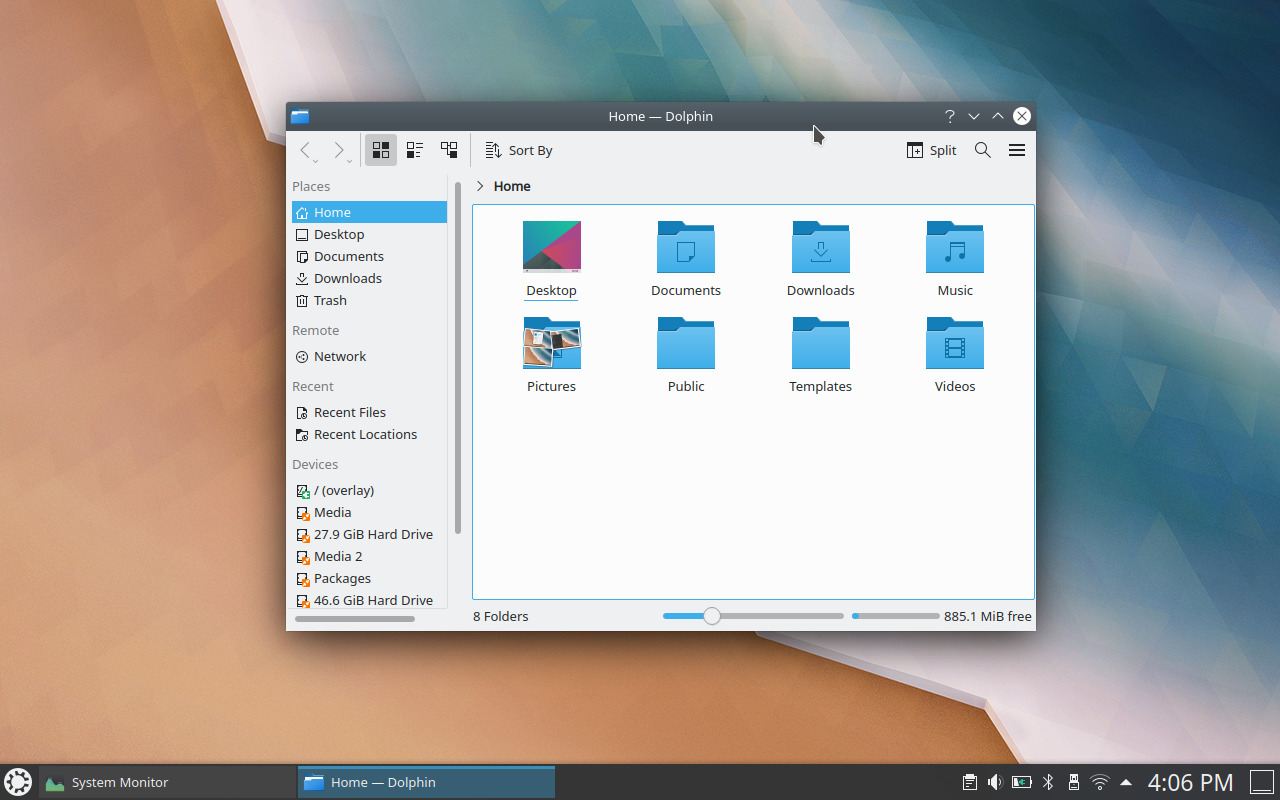 Home — Dolphin
Sort By
Split
Places
Home
Desktop
Documents
Downloads
Trash
Remote
Network
Recent
Recent Files
Recent Locations
Devices
/ (overlay)
Media
27.9 GiB Hard Drive
Media 2
Packages
46.6 GiB Hard Drive
Home
Desktop
Documents
Downloads
Music
Pictures
Public
Templates
Videos
8 Folders
885.1 MiB free
System Monitor
Home — Dolphin
4:06 PM